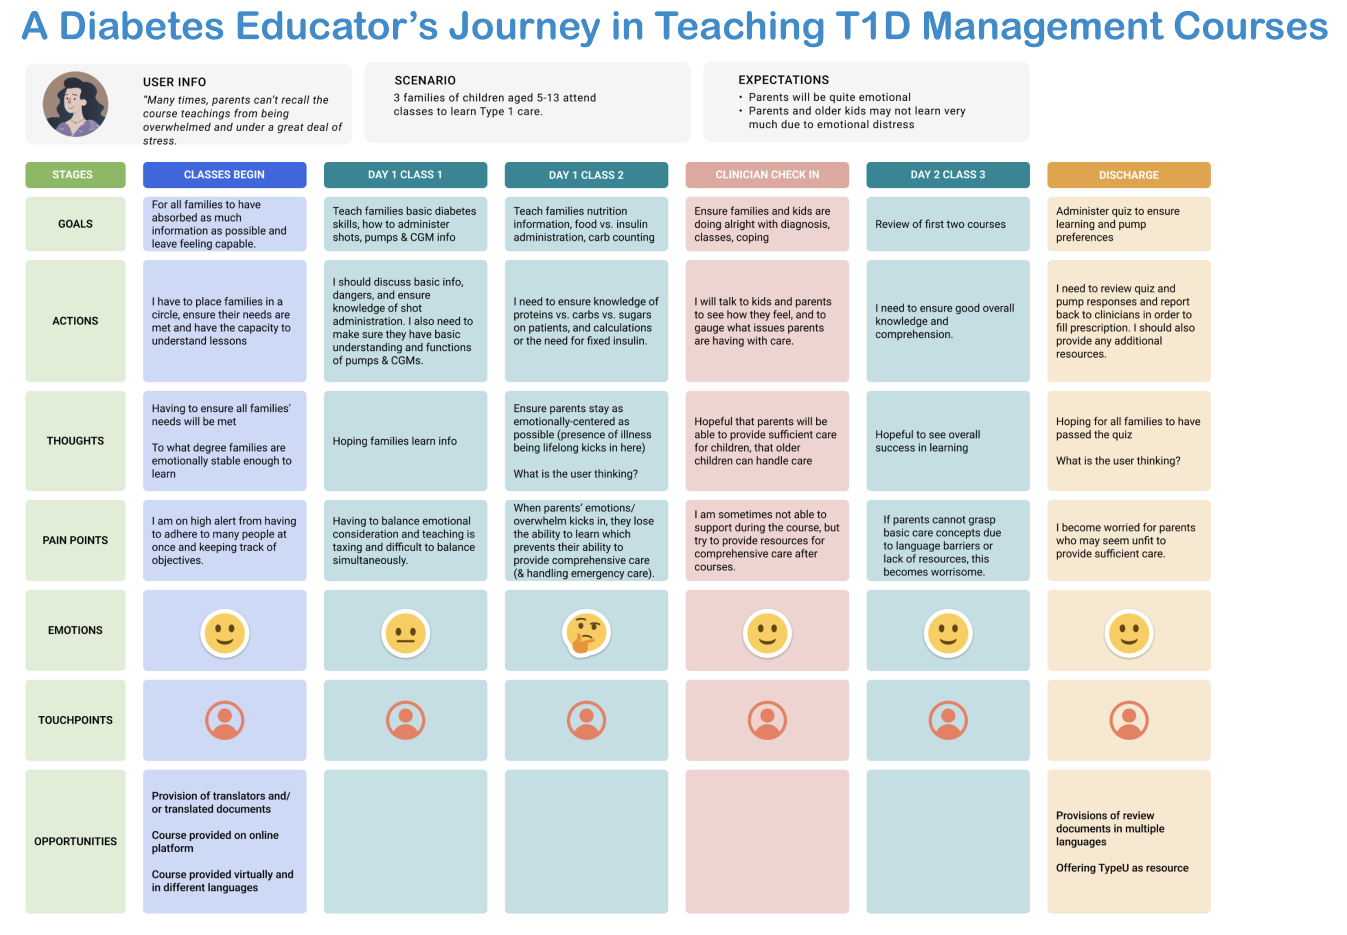 A Diabetes Educator’s Journey in Teaching T1D Management Courses
USER INFO
“Many times, parents can’t recall the
course teachings from being
overwhelmed and under a great deal of
stress.
SCENARIO
3 families of children aged 5-13 attend
classes to learn Type 1 care.
EXPECTATIONS
• Parents will be quite emotional
• Parents and older kids may not learn very
much due to emotional distress
STAGES
CLASSES BEGIN
DAY 1 CLASS 1
DAY 1 CLASS 2
CLINICIAN CHECK IN
DAY 2 CLASS 3
DISCHARGE
GOALS
For all families to have
absorbed as much
information as possible and
leave feeling capable.
Teach families basic diabetes
skills, how to administer
shots, pumps & CGM info
Teach families nutrition
information, food vs. insulin
administration, carb counting
Ensure families and kids are
doing alright with diagnosis,
classes, coping
Review of first two courses
Administer quiz to ensure
learning and pump
preferences
ACTIONS
I have to place families in a
circle, ensure their needs are
met and have the capacity to
understand lessons
I should discuss basic info,
dangers, and ensure
knowledge of shot
administration. I also need to
make sure they have basic
understanding and functions
of pumps & CGMs.
I need to ensure knowledge of
proteins vs. carbs vs. sugars
on patients, and calculations
or the need for fixed insulin.
I will talk to kids and parents
to see how they feel, and to
gauge what issues parents
are having with care.
I need to ensure good overall
knowledge and
comprehension.
I need to review quiz and
pump responses and report
back to clinicians in order to
fill prescription. I should also
provide any additional
resources.
THOUGHTS
Having to ensure all families’
needs will be met
To what degree families are
emotionally stable enough to
learn
Hoping families learn info
Ensure parents stay as
emotionally-centered as
possible (presence of illness
being lifelong kicks in here)
What is the user thinking?
Hopeful that parents will be
able to provide sufficient care
for children, that older
children can handle care
Hopeful to see overall
success in learning
Hoping for all families to have
passed the quiz
What is the user thinking?
PAIN POINTS
I am on high alert from having
to adhere to many people at
once and keeping track of
objectives.
Having to balance emotional
consideration and teaching is
taxing and difficult to balance
simultaneously.
When parents’ emotions/
overwhelm kicks in, they lose
the ability to learn which
prevents their ability to
provide comprehensive care
(& handling emergency care).
I am sometimes not able to
support during the course, but
try to provide resources for
comprehensive care after
courses.
If parents cannot grasp
basic care concepts due
to language barriers or
lack of resources, this
becomes worrisome.
I become worried for parents
who may seem unfit to
provide sufficient care.
EMOTIONS
TOUCHPOINTS
OPPORTUNITIES
Provision of translators and/
or translated documents
Course provided on online
platform
Course provided virtually and
in different languages
Provisions of review
documents in multiple
languages
Offering TypeU as resource